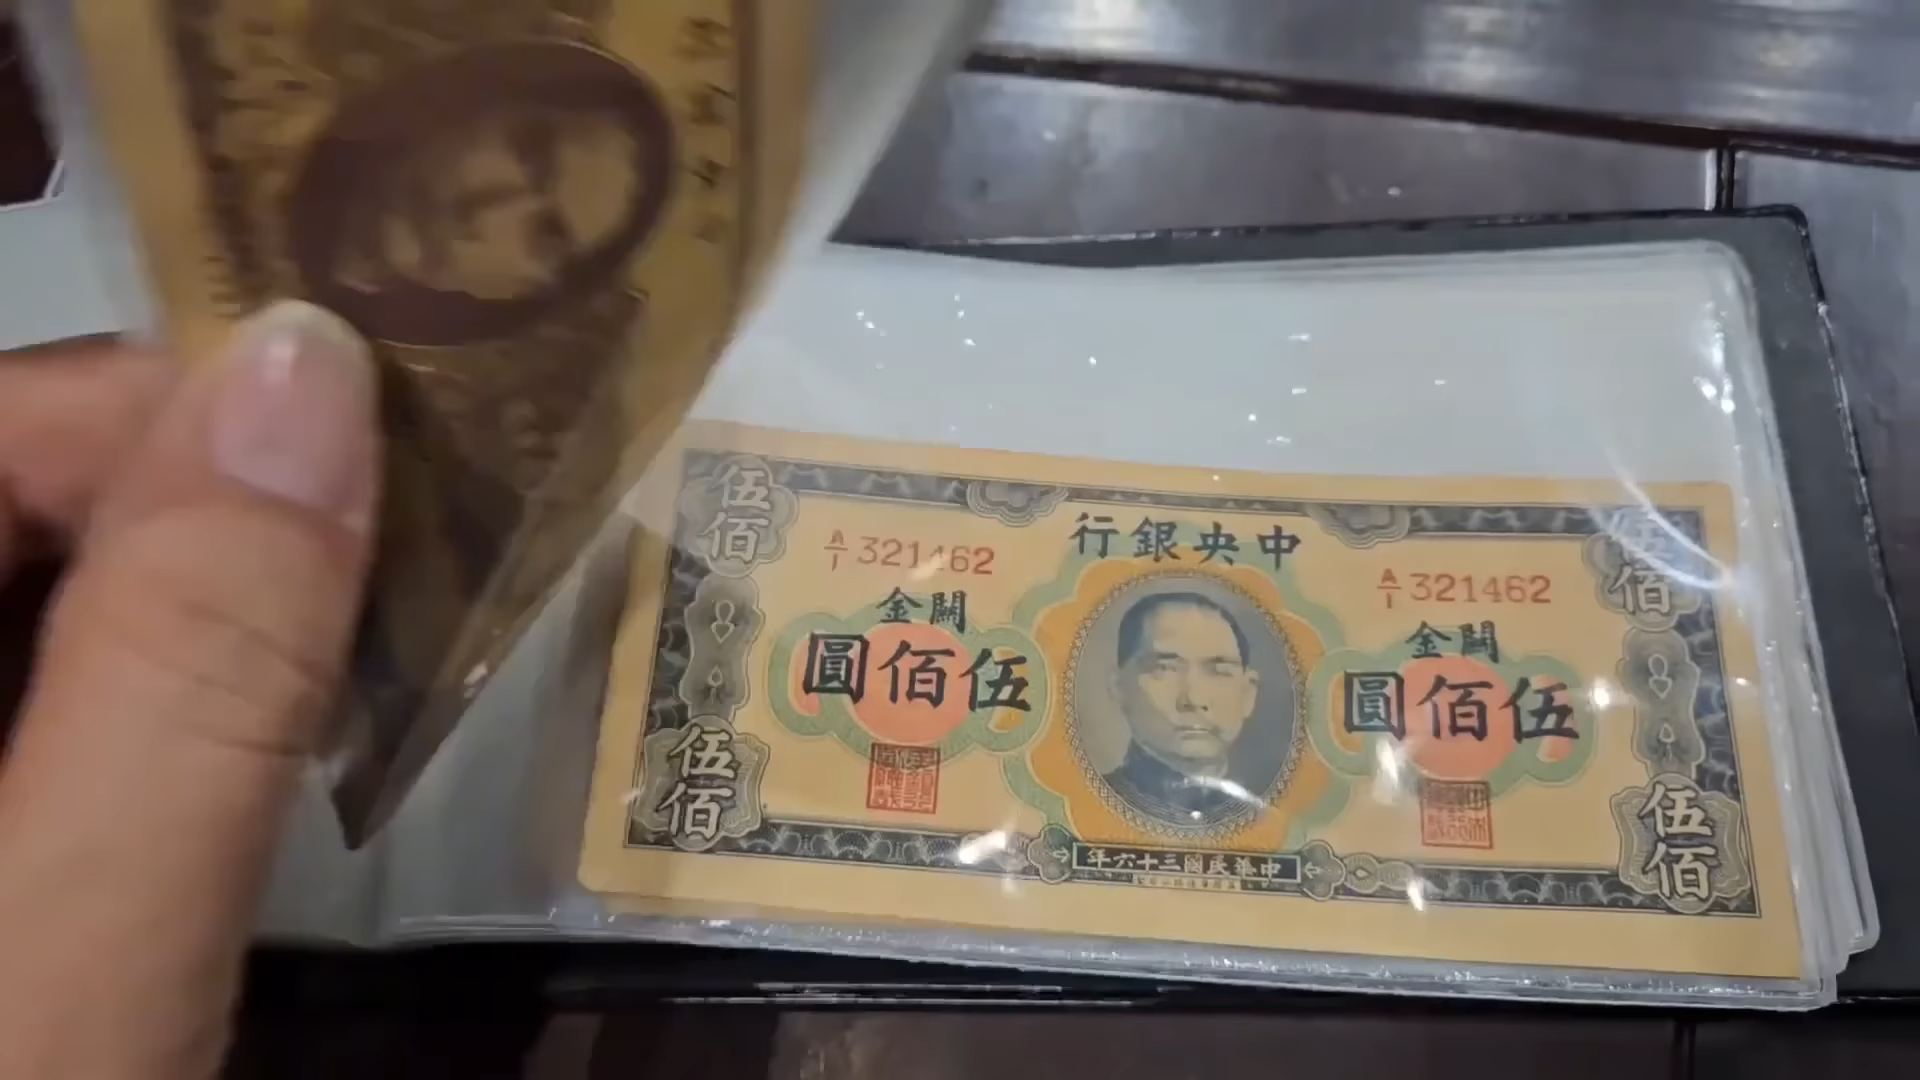 中央銀行
伍佰
伍佰
A/1 321462
A/1 321462
關金
伍佰圓
關金
伍佰圓
伍佰
伍佰
中華民國三十六年